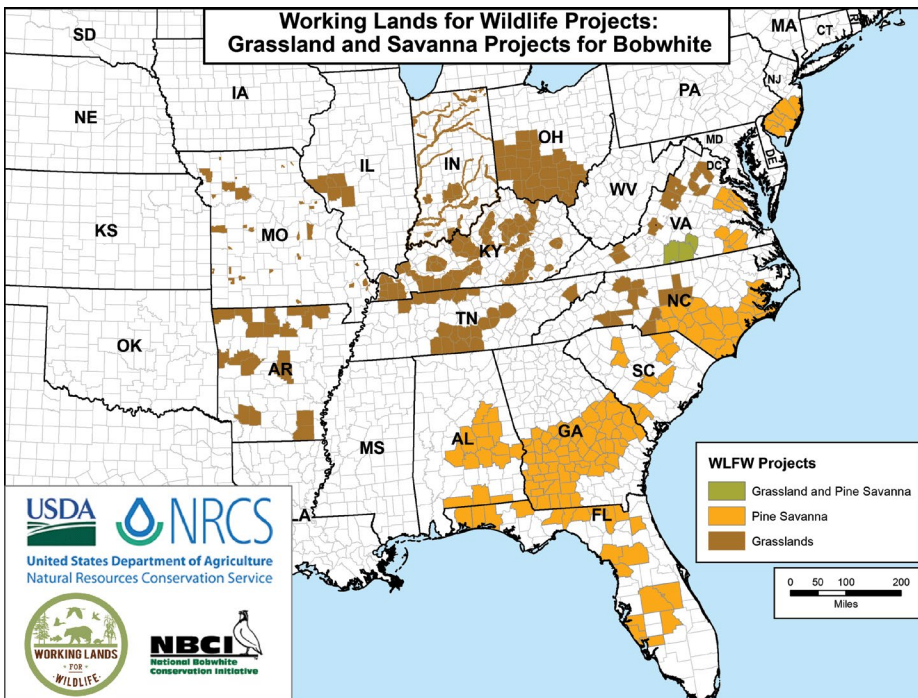 Working Lands for Wildlife Projects:
Grassland and Savanna Projects for Bobwhite
SD
MA
CT
RI
NJ
PA
IA
NE
OH
IL
IN
MD
DE
DC
WV
KS
MO
VA
KY
NC
TN
OK
AR
SC
MS
AL
GA
LA
FL
WLFW Projects
Grassland and Pine Savanna
Pine Savanna
Grasslands
0 50 100 200
Miles
USDA
NRCS
United States Department of Agriculture
Natural Resources Conservation Service
WORKING LANDS
FOR
WILDLIFE
NBCI
National Bobwhite
Conservation Initiative